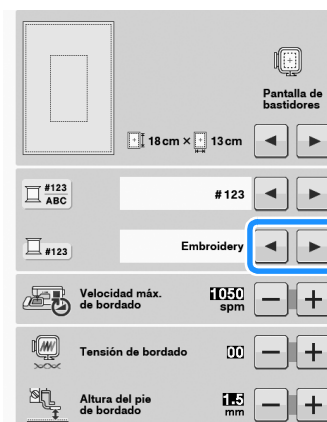 Pantalla de
bastidores
18cm × 13cm
#123
ABC
#123
#123
Embroidery
Velocidad máx.
de bordado
1050
spm
Tensión de bordado
00
Altura del pie
de bordado
1.5
mm